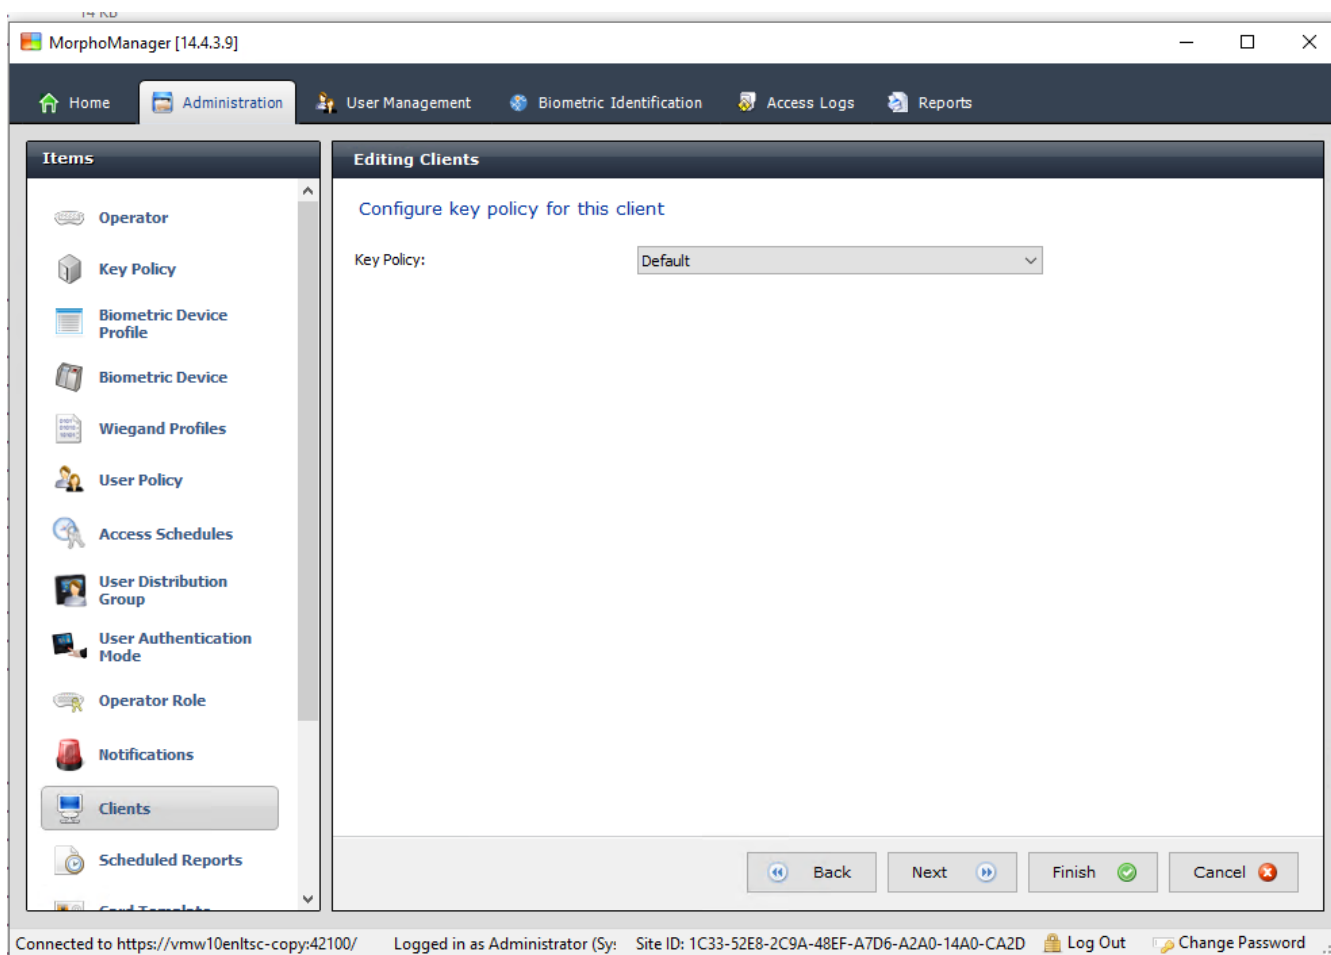 14 KB
MorphoManager [14.4.3.9]
Home
Administration
User Management
Biometric Identification
Access Logs
Reports
Items
Operator
Key Policy
Biometric Device
Profile
Biometric Device
Wiegand Profiles
User Policy
Access Schedules
User Distribution
Group
User Authentication
Mode
Operator Role
Notifications
Clients
Scheduled Reports
Card Template
Editing Clients
Configure key policy for this client
Key Policy:
Default
Back
Next
Finish
Cancel
Connected to https://vmw10enltsc-copy:42100/
Logged in as Administrator (Sy:
Site ID: 1C33-52E8-2C9A-48EF-A7D6-A2A0-14A0-CA2D
Log Out
Change Password